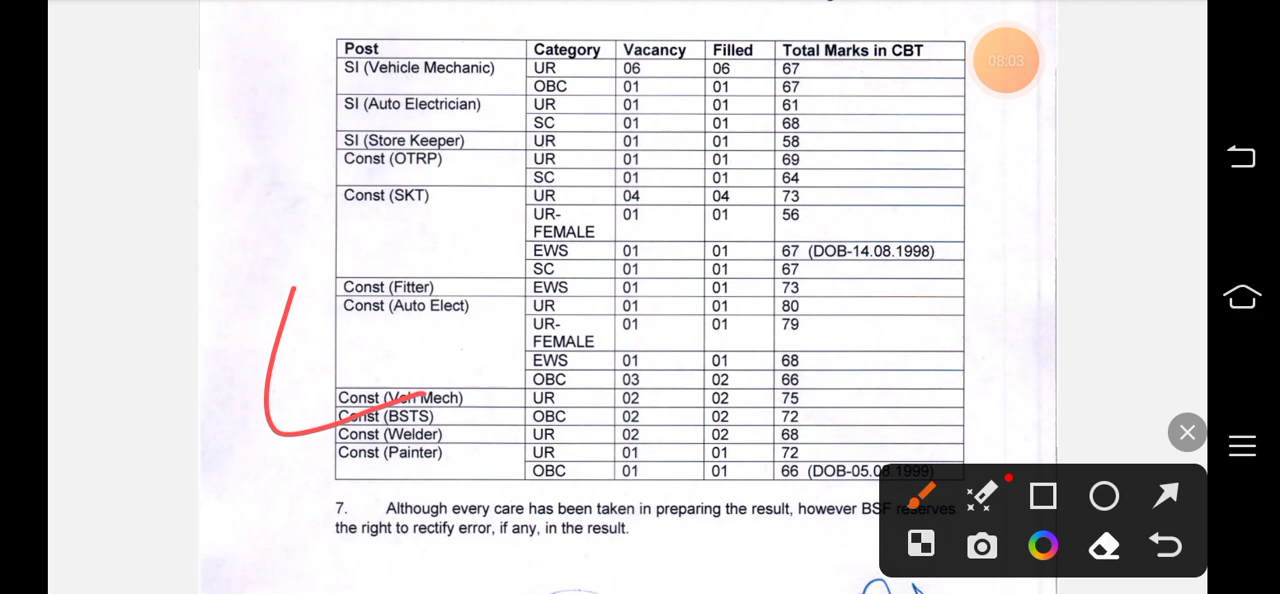 08:03
Post Category Vacancy Filled Total Marks in CBT
SI (Vehicle Mechanic) UR 06 06 67
OBC 01 01 67
SI (Auto Electrician) UR 01 01 61
SC 01 01 68
SI (Store Keeper) UR 01 01 58
Const (OTRP) UR 01 01 69
SC 01 01 64
Const (SKT) UR 04 04 73
UR- 01 01 56
FEMALE
EWS 01 01 67 (DOB-14.08.1998)
SC 01 01 67
Const (Fitter) EWS 01 01 73
Const (Auto Elect) UR 01 01 80
UR- 01 01 79
FEMALE
EWS 01 01 68
OBC 03 02 66
Const (Veh Mech) UR 02 02 75
Const (BSTS) OBC 02 02 72
Const (Welder) UR 02 02 68
Const (Painter) UR 01 01 72
OBC 01 01 66 (DOB-05.08.1999)
7. Although every care has been taken in preparing the result, however BSF reserves
the right to rectify error, if any, in the result.